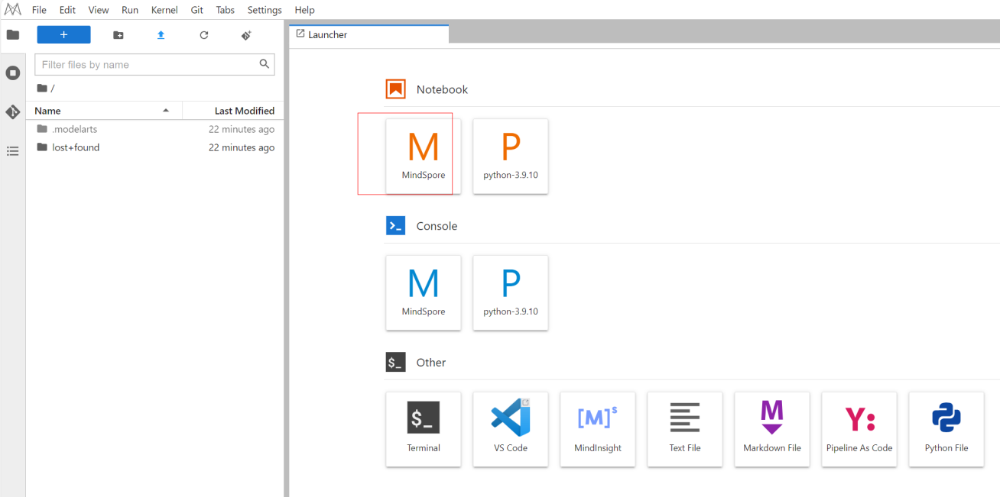 File Edit View Run Kernel Git Tabs Settings Help
Launcher
Filter files by name
/
Name Last Modified
.modelarts 22 minutes ago
lost+found 22 minutes ago
Notebook
M P
MindSpore python-3.9.10
Console
M P
MindSpore python-3.9.10
$_ Other
$_ [M]s M Y:
Terminal VS Code MindInsight Text File Markdown File Pipeline As Code Python File